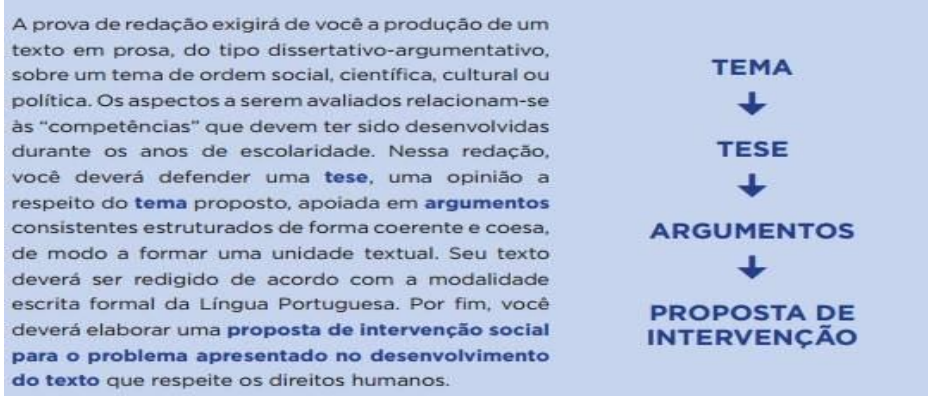 A prova de redação exigirá de você a produção de um
texto em prosa, do tipo dissertativo-argumentativo,
sobre um tema de ordem social, científica, cultural ou
política. Os aspectos a serem avaliados relacionam-se
às “competências” que devem ter sido desenvolvidas
durante os anos de escolaridade. Nessa redação,
você deverá defender uma tese, uma opinião a
respeito do tema proposto, apoiada em argumentos
consistentes estruturados de forma coerente e coesa,
de modo a formar uma unidade textual. Seu texto
deverá ser redigido de acordo com a modalidade
escrita formal da Língua Portuguesa. Por fim, você
deverá elaborar uma proposta de intervenção social
para o problema apresentado no desenvolvimento
do texto que respeite os direitos humanos.
TEMA
TESE
ARGUMENTOS
PROPOSTA DE
INTERVENÇÃO